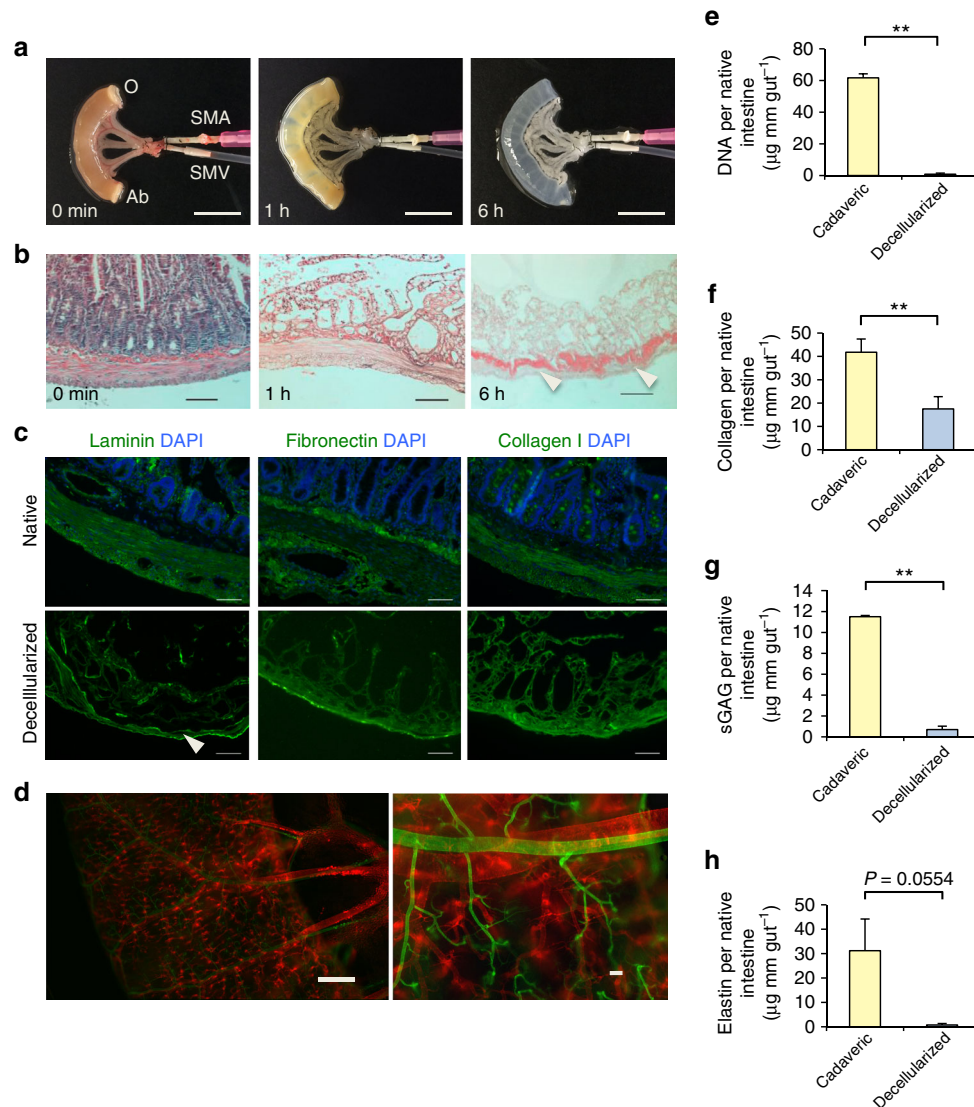 a
O
SMA
SMV
Ab
0 min
1 h
6 h
b
0 min
1 h
6 h
c
Laminin DAPI
Fibronectin DAPI
Collagen I DAPI
Native
Decelllularized
d
e
DNA per native
intestine
(µg mm gut⁻¹)
80
60
40
20
0
**
Cadaveric
Decellularized
f
Collagen per native
intestine
(µg mm gut⁻¹)
50
40
30
20
10
0
**
Cadaveric
Decellularized
g
sGAG per native
intestine
(µg mm gut⁻¹)
14
12
10
8
6
4
2
0
**
Cadaveric
Decellularized
h
Elastin per native
intestine
(µg mm gut⁻¹)
50
40
30
20
10
0
P = 0.0554
Cadaveric
Decellularized